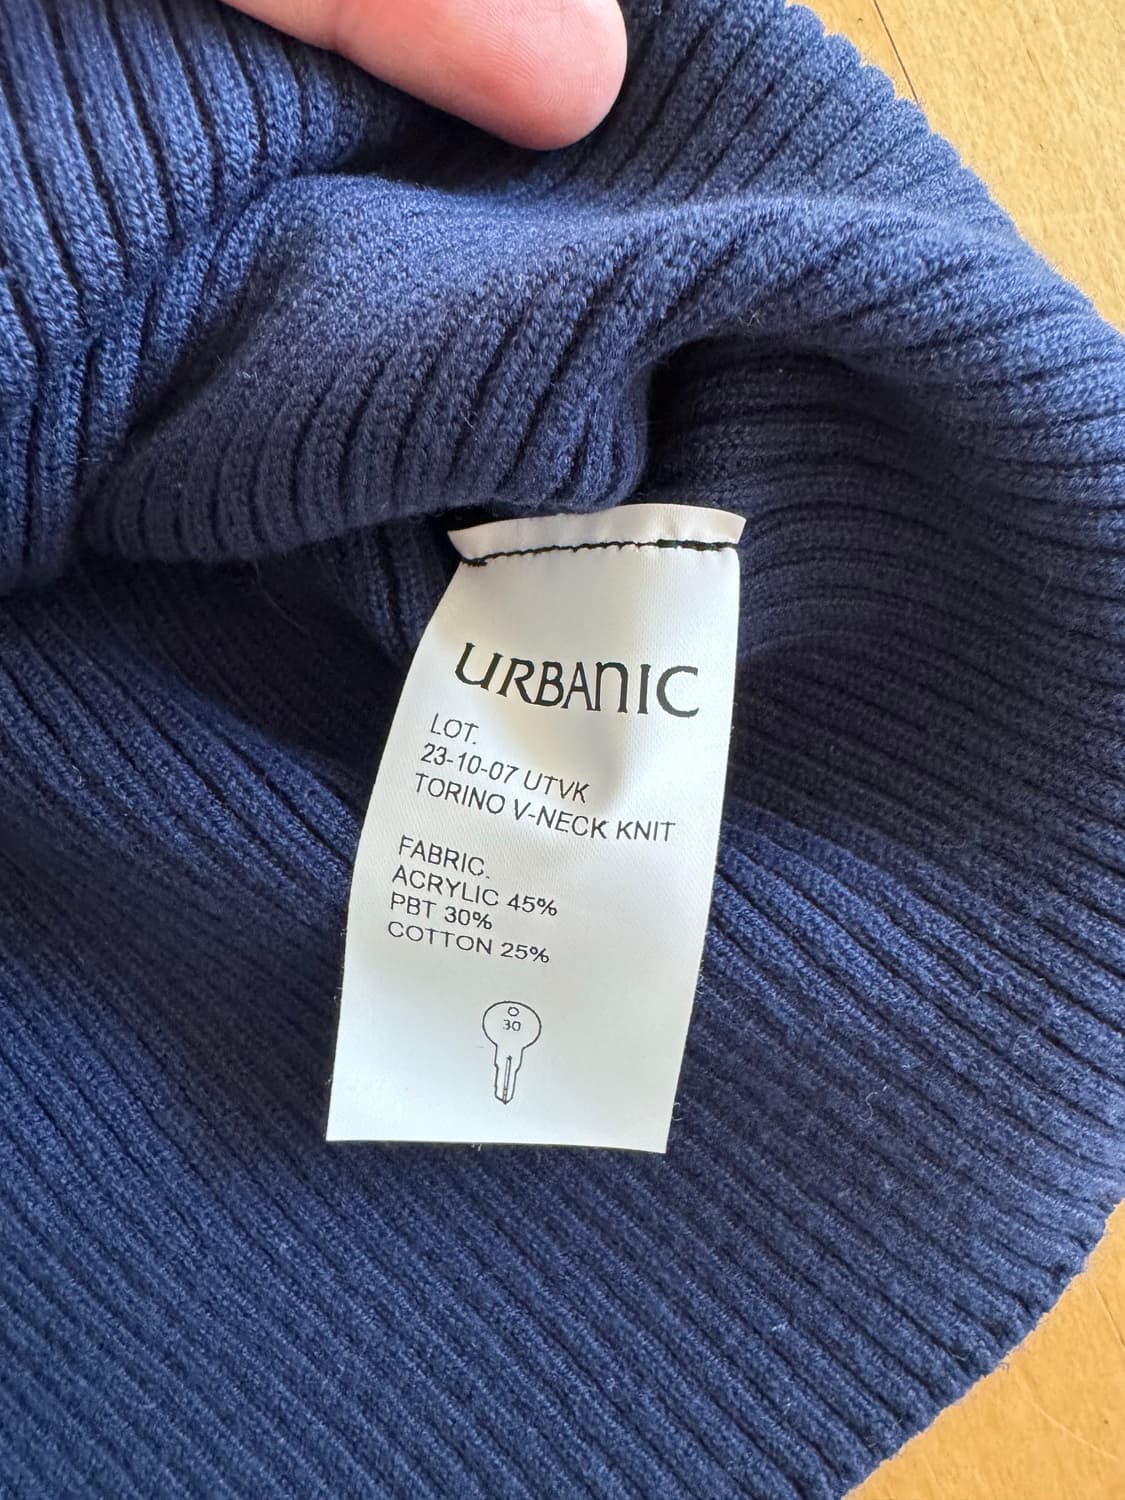 URBANIC
LOT.
23-10-07 UTVK
TORINO V-NECK KNIT
FABRIC.
ACRYLIC 45%
PBT 30%
COTTON 25%
30